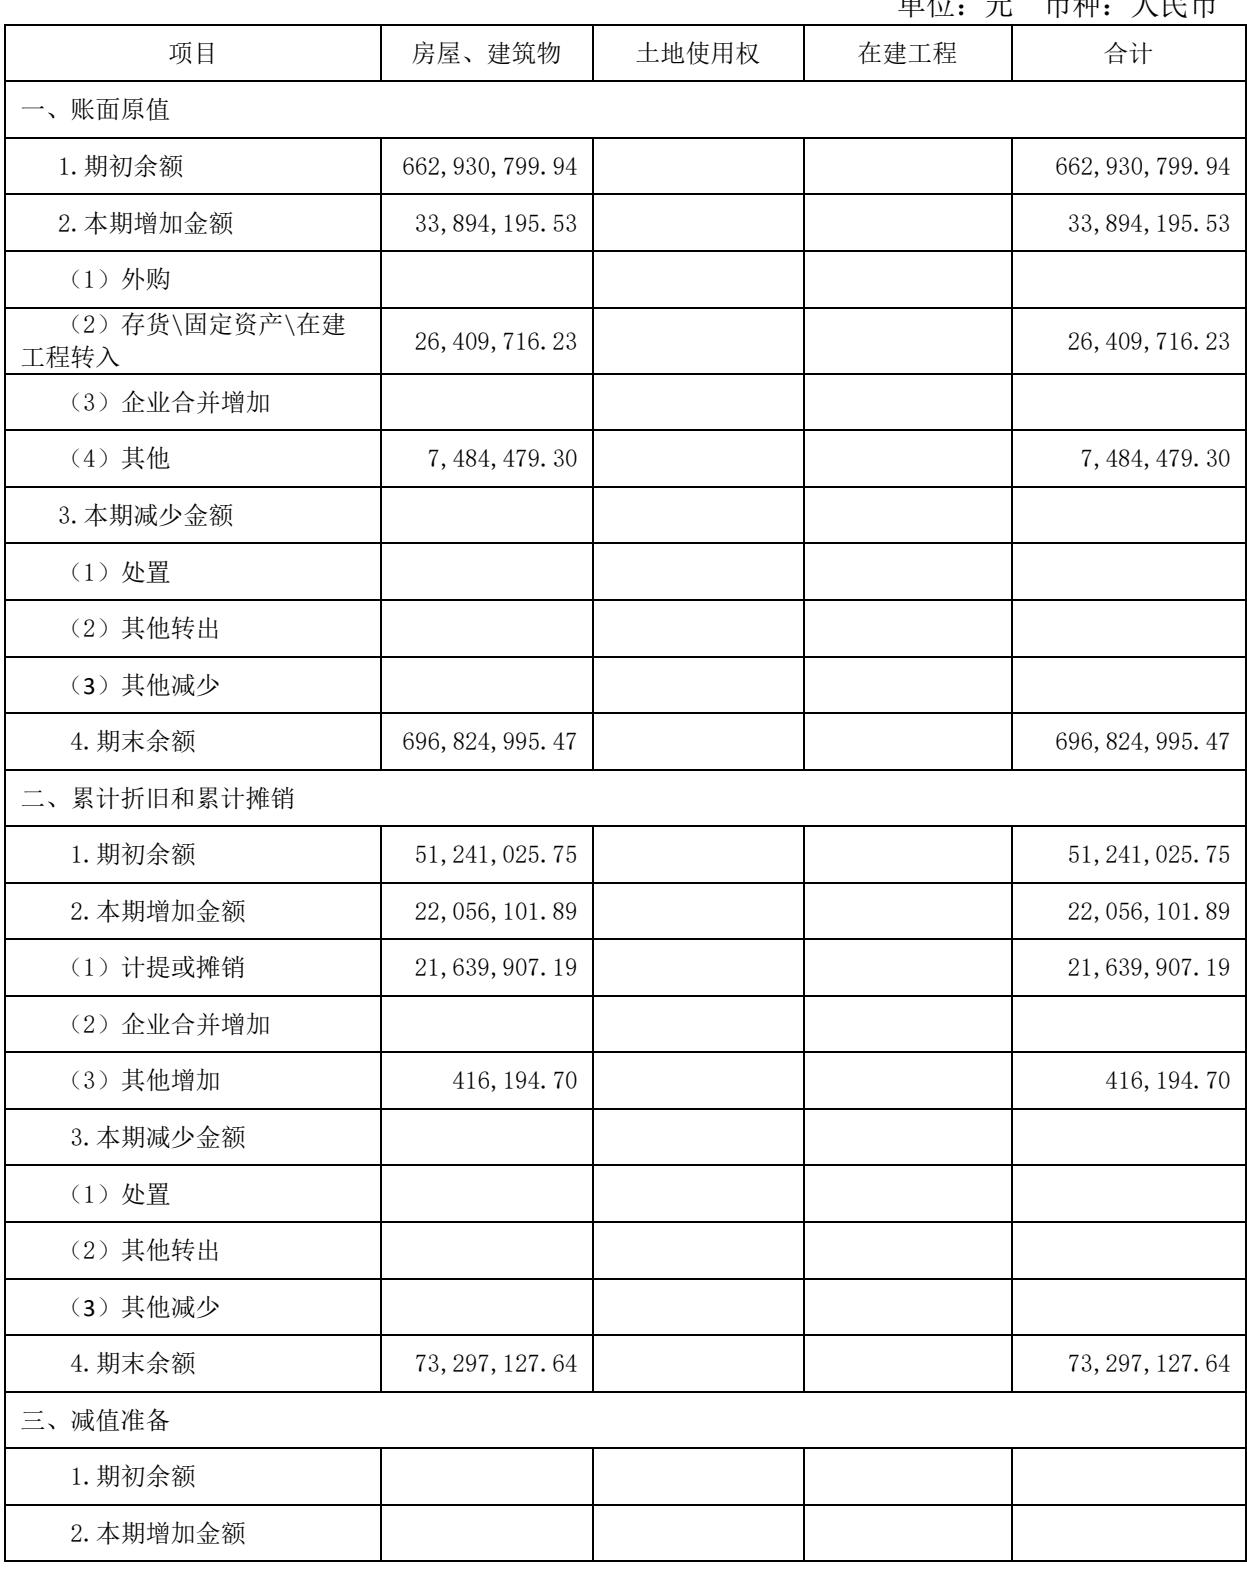 单位：元 币种：人民币
项目 房屋、建筑物 土地使用权 在建工程 合计
一、账面原值
1.期初余额 662,930,799.94 662,930,799.94
2.本期增加金额 33,894,195.53 33,894,195.53
（1）外购
（2）存货\固定资产\在建
工程转入 26,409,716.23 26,409,716.23
（3）企业合并增加
（4）其他 7,484,479.30 7,484,479.30
3.本期减少金额
（1）处置
（2）其他转出
（3）其他减少
4.期末余额 696,824,995.47 696,824,995.47
二、累计折旧和累计摊销
1.期初余额 51,241,025.75 51,241,025.75
2.本期增加金额 22,056,101.89 22,056,101.89
（1）计提或摊销 21,639,907.19 21,639,907.19
（2）企业合并增加
（3）其他增加 416,194.70 416,194.70
3.本期减少金额
（1）处置
（2）其他转出
（3）其他减少
4.期末余额 73,297,127.64 73,297,127.64
三、减值准备
1.期初余额
2.本期增加金额